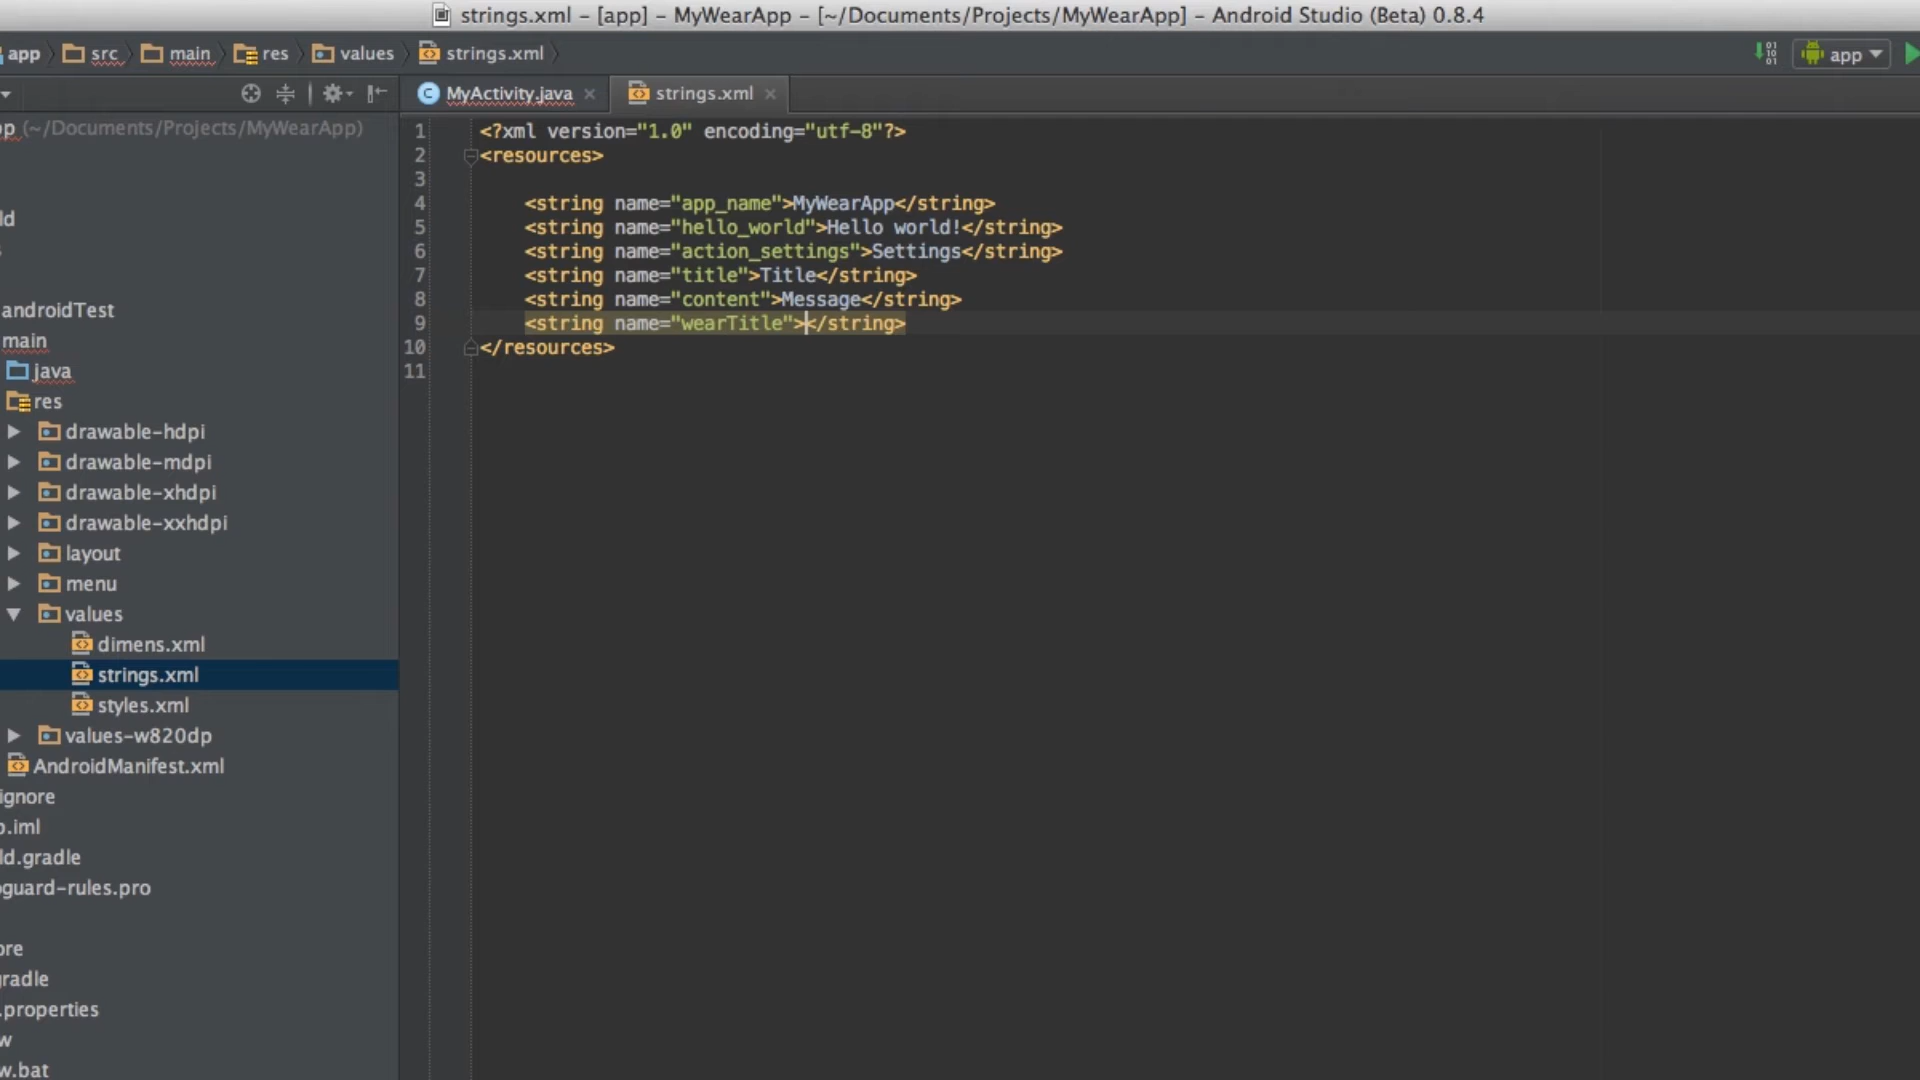 strings.xml - [app] - MyWearApp - [~/Documents/Projects/MyWearApp] - Android Studio (Beta) 0.8.4
app src main res values strings.xml
app
MyActivity.java strings.xml
(~/Documents/Projects/MyWearApp)
1 <?xml version="1.0" encoding="utf-8"?>
2 <resources>
3
4 <string name="app_name">MyWearApp</string>
5 <string name="hello_world">Hello world!</string>
6 <string name="action_settings">Settings</string>
7 <string name="title">Title</string>
8 <string name="content">Message</string>
9 <string name="wearTitle"></string>
10 </resources>
11
androidTest
main
java
res
drawable-hdpi
drawable-mdpi
drawable-xhdpi
drawable-xxhdpi
layout
menu
values
dimens.xml
strings.xml
styles.xml
values-w820dp
AndroidManifest.xml
ignore
.iml
ld.gradle
guard-rules.pro
ore
gradle
.properties
w
w.bat